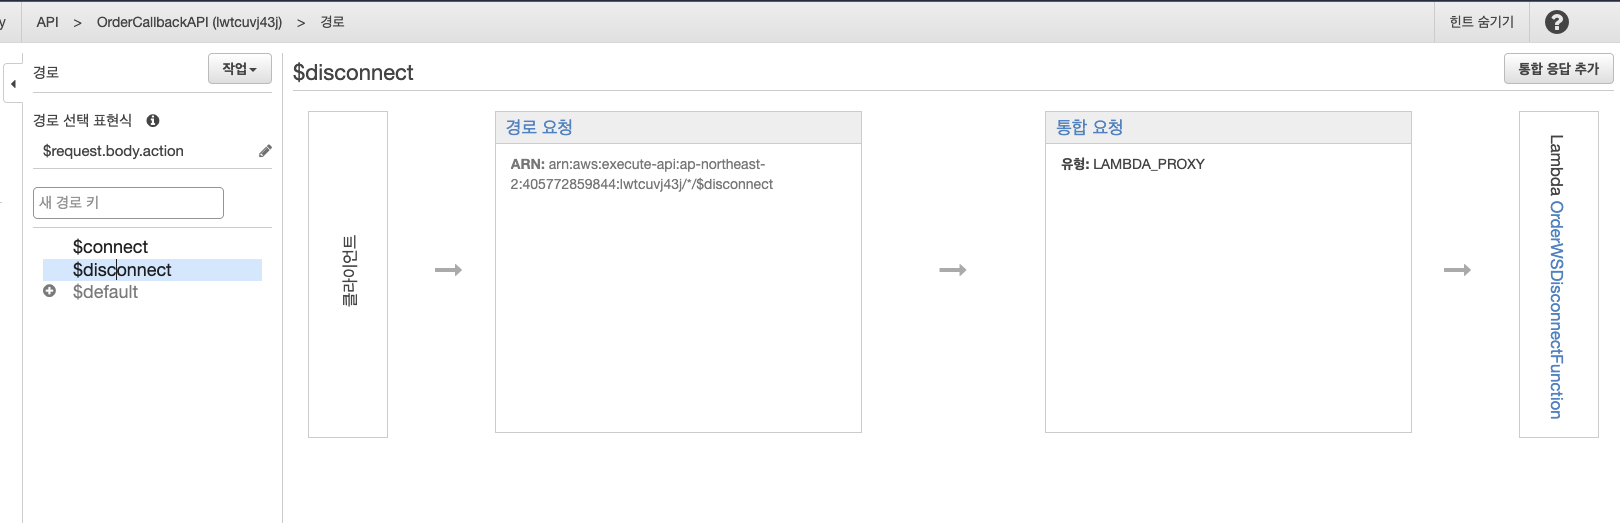 y API > OrderCallbackAPI (lwtcuvj43j) > 경로 힌트 숨기기 ?
경로 작업
경로 선택 표현식
$request.body.action
새 경로 키
$connect
$disconnect
$default
$disconnect 통합 응답 추가
클라이언트
경로 요청
ARN: arn:aws:execute-api:ap-northeast-
2:405772859844:lwtcuvj43j/*/$disconnect
통합 요청
유형: LAMBDA_PROXY
Lambda OrderWSDisconnectFunction